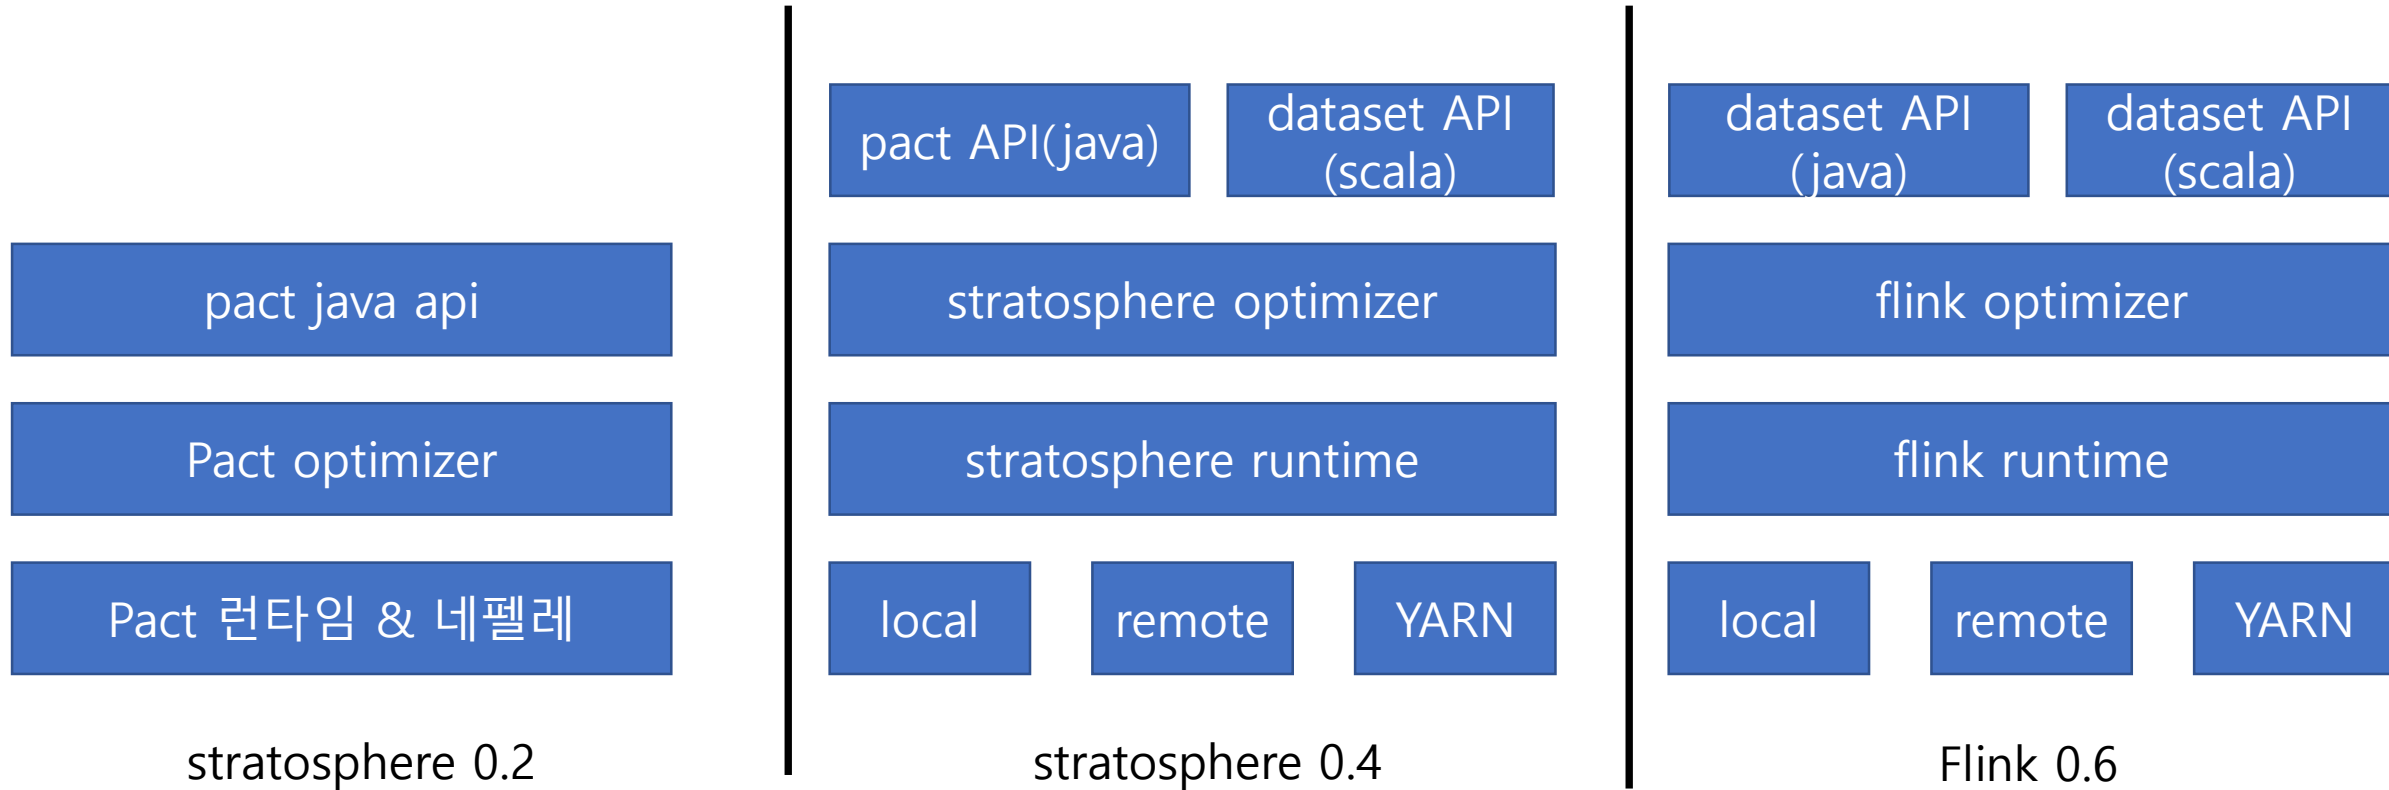 pact java api
Pact optimizer
Pact 런타임 & 네펠레
stratosphere 0.2
pact API(java)
dataset API
(scala)
stratosphere optimizer
stratosphere runtime
local
remote
YARN
stratosphere 0.4
dataset API
(java)
dataset API
(scala)
flink optimizer
flink runtime
local
remote
YARN
Flink 0.6